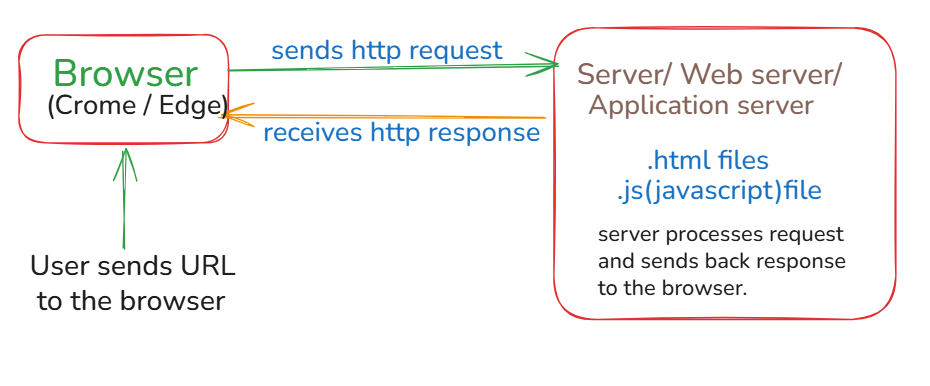 Browser
(Crome / Edge)
sends http request
receives http response
User sends URL
to the browser
Server/ Web server/
Application server
.html files
.js(javascript)file
server processes request
and sends back response
to the browser.